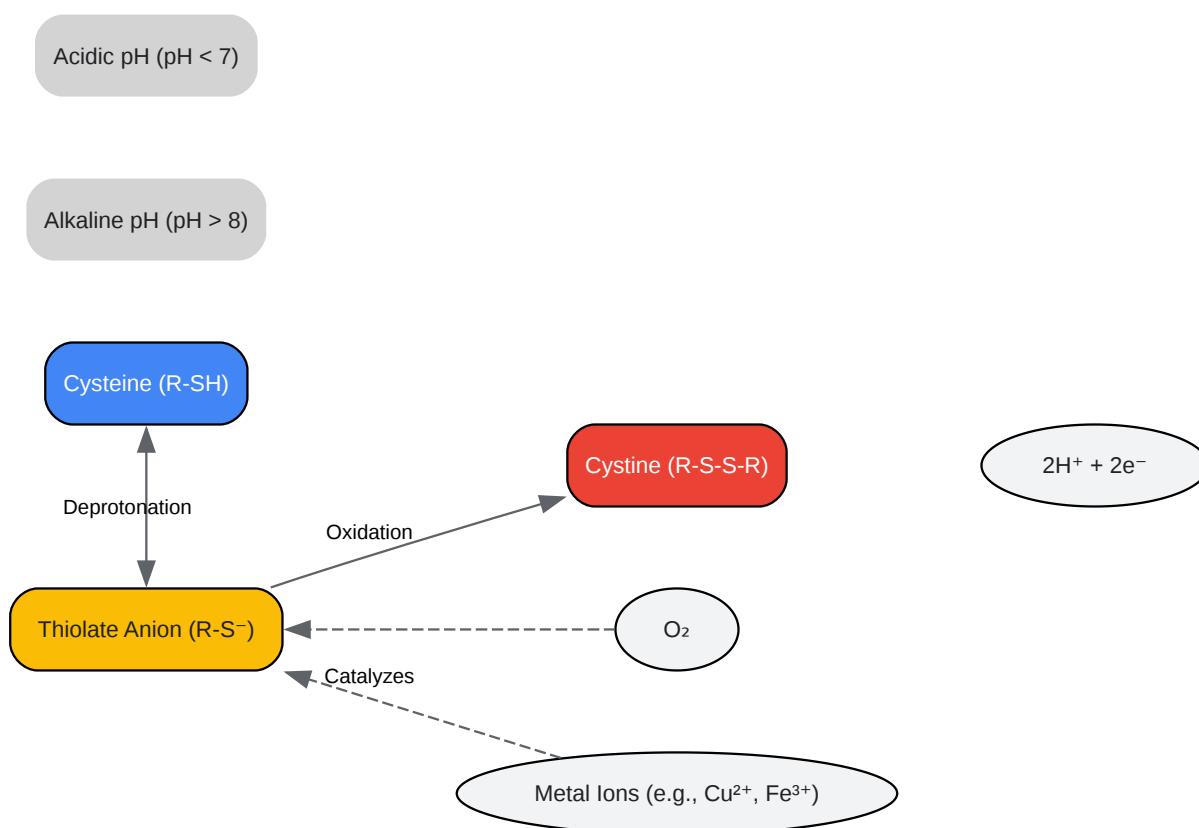 Acidic pH (pH < 7)
Alkaline pH (pH > 8)
Cysteine (R-SH)
Cystine (R-S-S-R)
2H⁺ + 2e⁻
Deprotonation
Oxidation
Thiolate Anion (R-S⁻)
O₂
Catalyzes
Metal Ions (e.g., Cu²⁺, Fe³⁺)